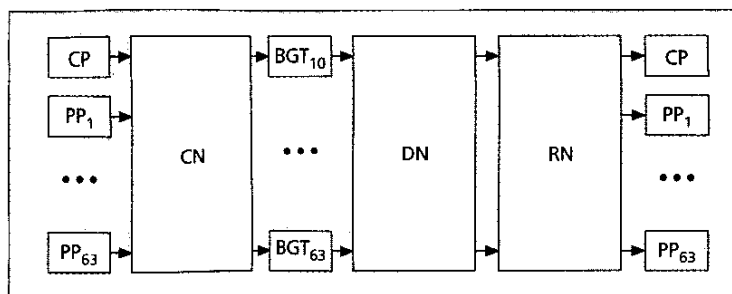 CP
PP1
•••
PP63
CN
BGT10
•••
BGT63
DN
RN
CP
PP1
•••
PP63